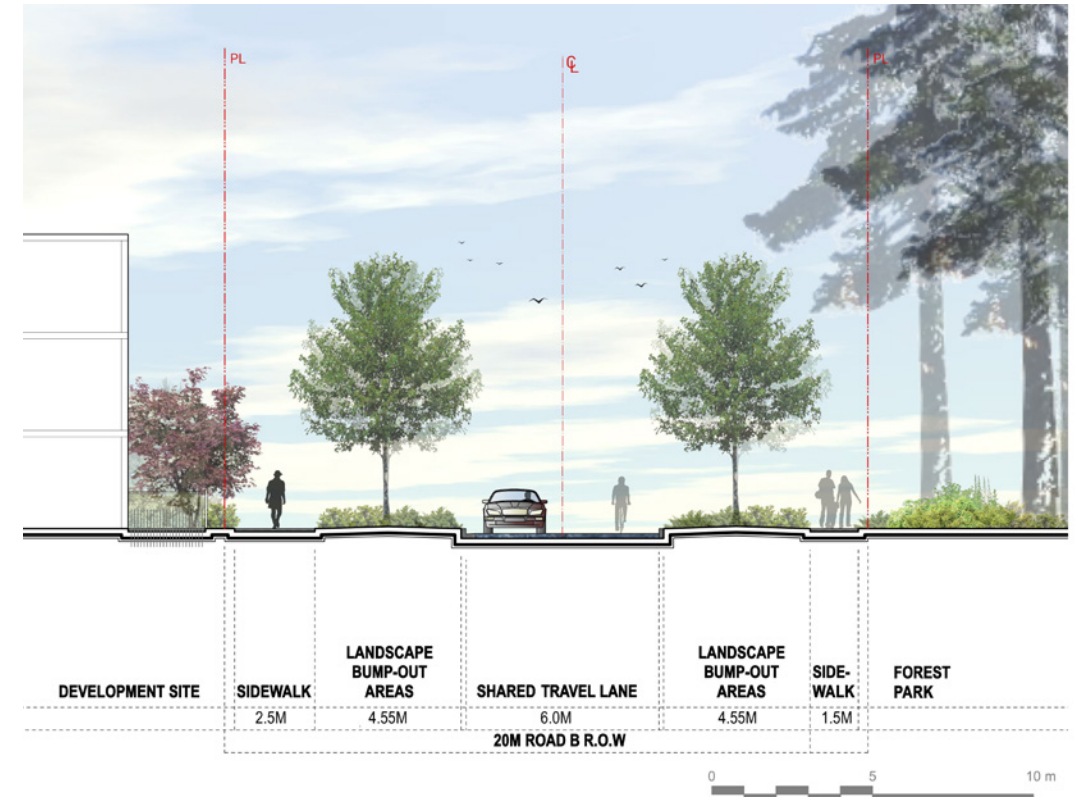 PL
CL
PL
DEVELOPMENT SITE
SIDEWALK
LANDSCAPE
BUMP-OUT
AREAS
SHARED TRAVEL LANE
LANDSCAPE
BUMP-OUT
AREAS
SIDE-
WALK
FOREST
PARK
2.5M
4.55M
6.0M
4.55M
1.5M
20M ROAD B R.O.W
0
5
10 m